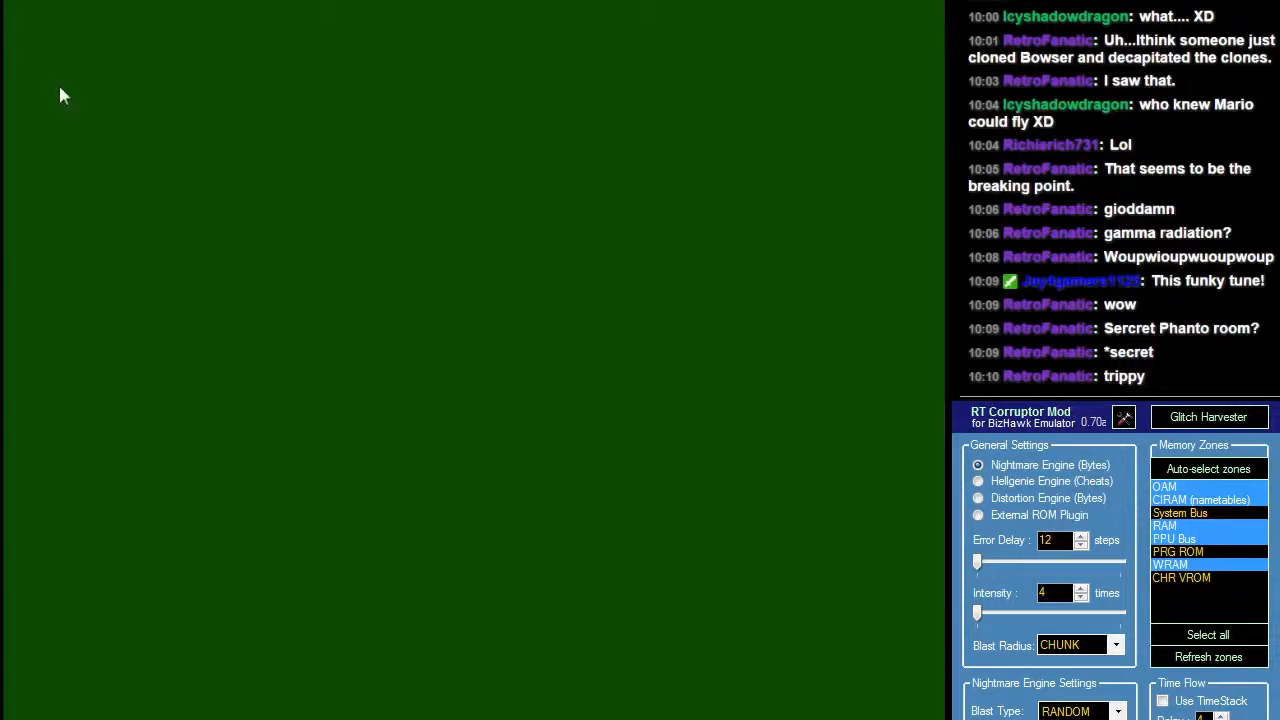 10:00 Icyshadowdragon: what.... XD
10:01 RetroFanatic: Uh...Ithink someone just
cloned Bowser and decapitated the clones.
10:03 RetroFanatic: I saw that.
10:04 Icyshadowdragon: who knew Mario
could fly XD
10:04 Richierich731: Lol
10:05 RetroFanatic: That seems to be the
breaking point.
10:06 RetroFanatic: gioddamn
10:06 RetroFanatic: gamma radiation?
10:08 RetroFanatic: Woupwioupwuoupwoup
10:09 Joy4gamers1125: This funky tune!
10:09 RetroFanatic: wow
10:09 RetroFanatic: Sercret Phanto room?
10:09 RetroFanatic: *secret
10:10 RetroFanatic: trippy
RT Corruptor Mod
for BizHawk Emulator 0.70a
Glitch Harvester
General Settings
Nightmare Engine (Bytes)
Hellgenie Engine (Cheats)
Distortion Engine (Bytes)
External ROM Plugin
Error Delay : 12 steps
Intensity : 4 times
Blast Radius: CHUNK
Memory Zones
Auto-select zones
OAM
CIRAM (nametables)
System Bus
RAM
PPU Bus
PRG ROM
WRAM
CHR VROM
Select all
Refresh zones
Nightmare Engine Settings
Blast Type: RANDOM
Time Flow
Use TimeStack